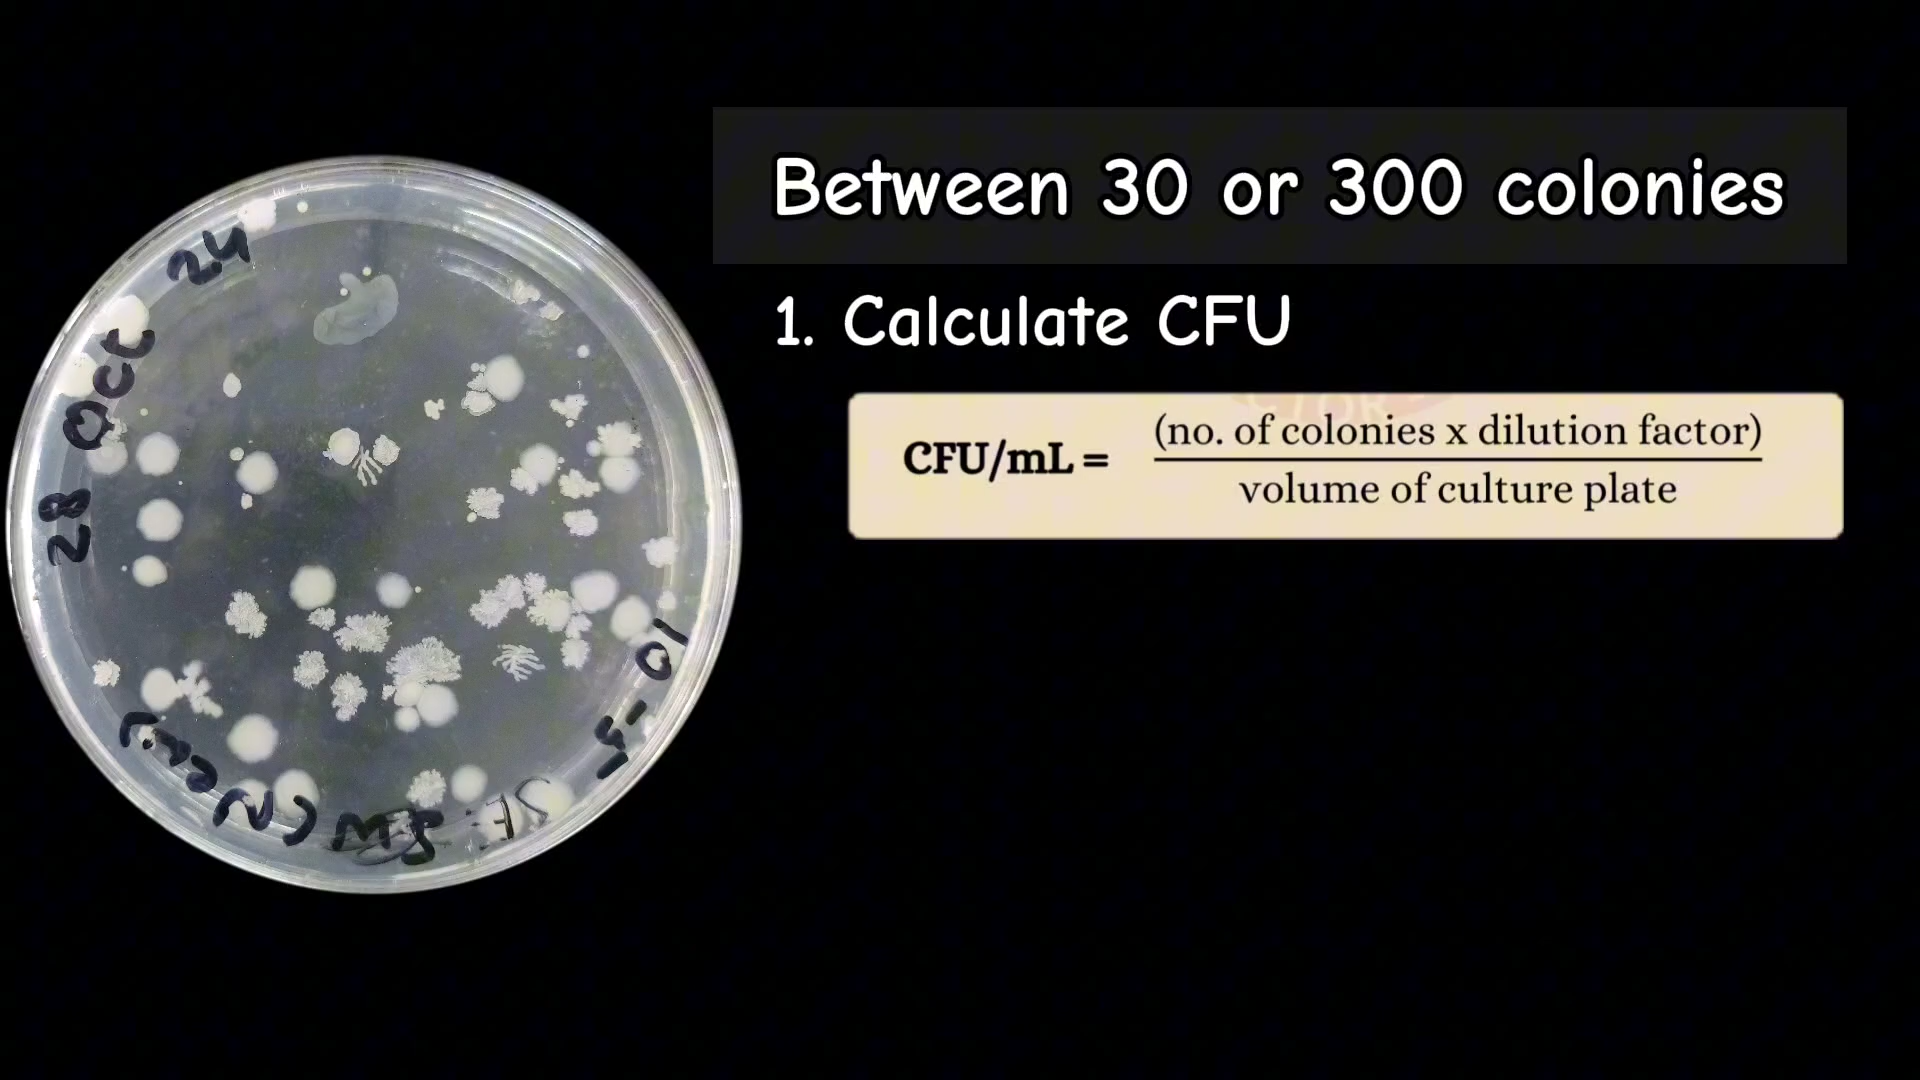 Between 30 or 300 colonies
1. Calculate CFU
CFU/mL = (no. of colonies x dilution factor)
volume of culture plate
28 Oct 24
10-4